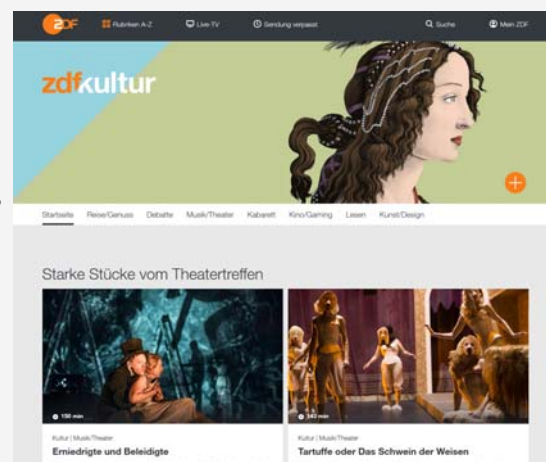 ZDF Rubriken A-Z Live-TV Sendung verpasst Suche Mein ZDF
zdfkultur
Startseite Reise/Genuss Debatte Musik/Theater Kabarett Kino/Gaming Lesen Kunst/Design
Starke Stücke vom Theatertreffen
150 min
Kultur | Musik/Theater
Erniedrigte und Beleidigte
143 min
Kultur | Musik/Theater
Tartuffe oder Das Schwein der Weisen